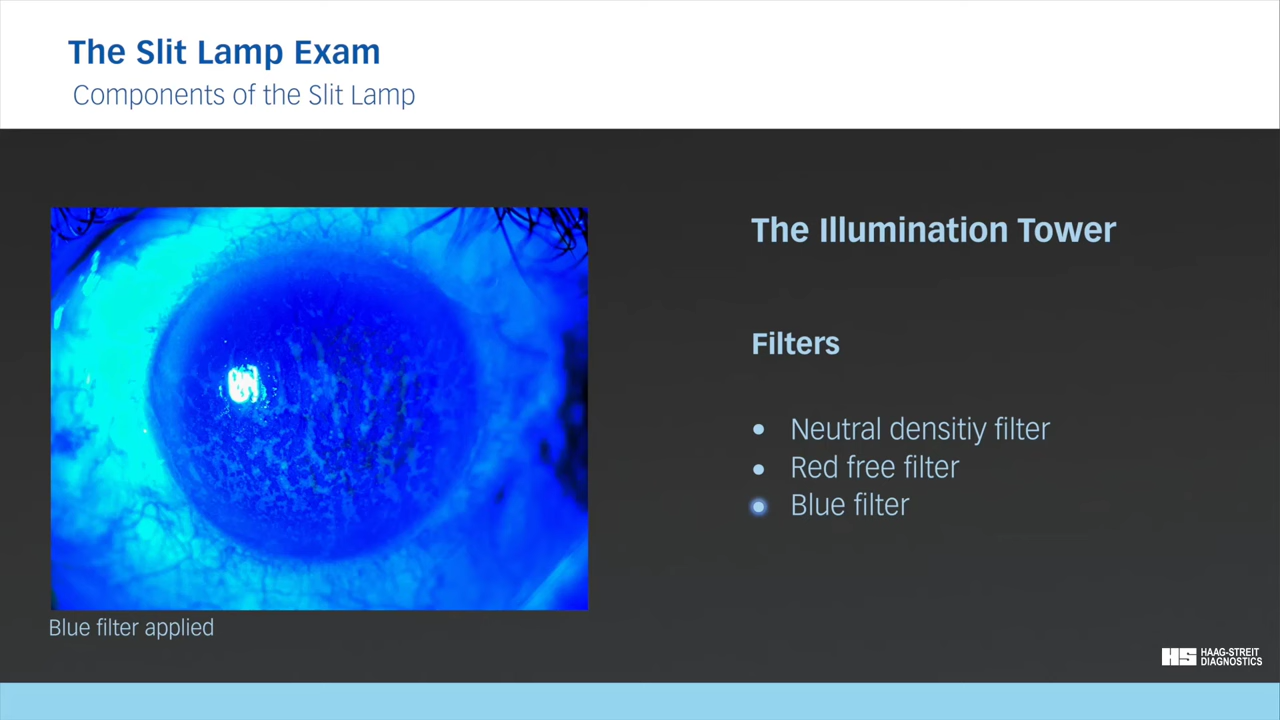 The Slit Lamp Exam
Components of the Slit Lamp
The Illumination Tower
Filters
• Neutral densitiy filter
• Red free filter
• Blue filter
Blue filter applied
HS HAAG-STREIT
DIAGNOSTICS